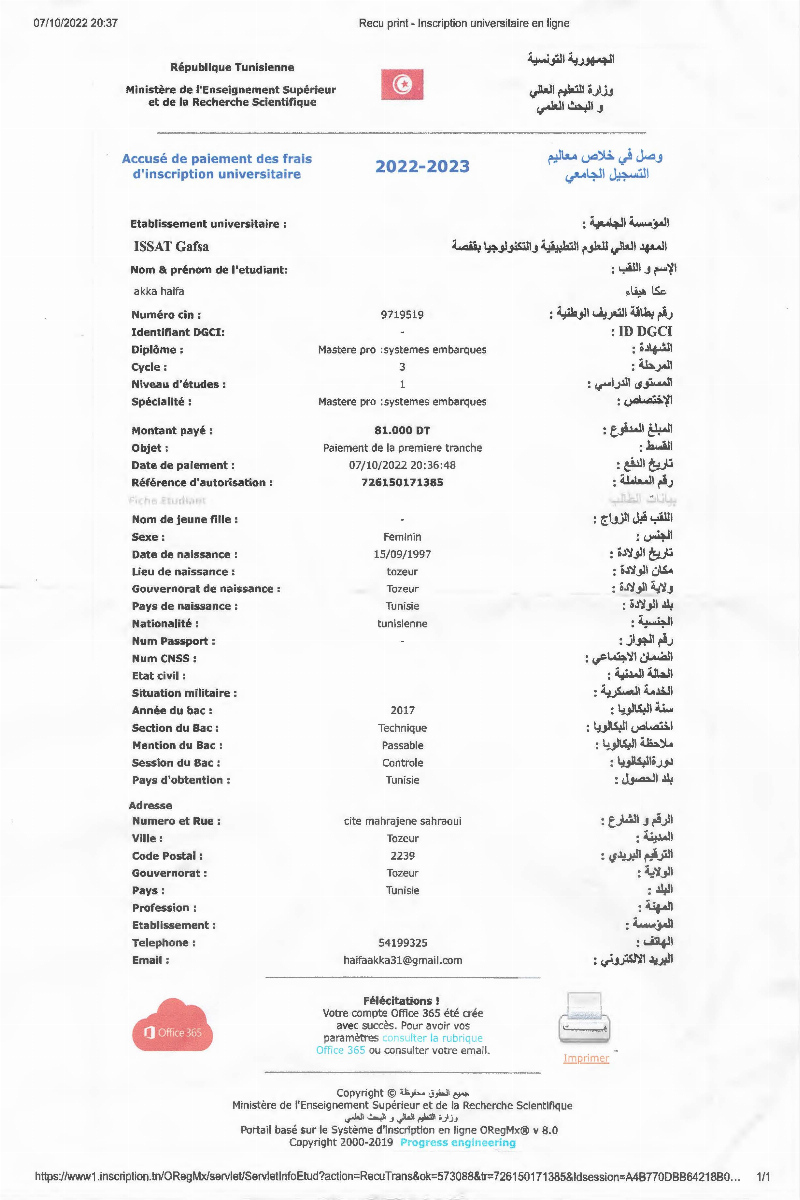 07/10/2022 20:37 Recu print - Inscription universitaire en ligne
République Tunisienne الجمهورية التونسية
Ministère de l'Enseignement Supérieur وزارة التعليم العالي
et de la Recherche Scientifique و البحث العلمي
Accusé de paiement des frais 2022-2023 وصل في خلاص معاليم
d'inscription universitaire التسجيل الجامعي
Etablissement universitaire : المؤسسة الجامعية :
ISSAT Gafsa المعهد العالي للعلوم التطبيقية والتكنولوجيا بقفصة
Nom & prénom de l'etudiant: الإسم و اللقب :
akka haifa عكا هيفاء
Numéro cin : 9719519 رقم بطاقة التعريف الوطنية :
Identifiant DGCI: - ID DGCI :
Diplôme : Mastere pro :systemes embarques الشهادة :
Cycle : 3 المرحلة :
Niveau d'études : 1 المستوى الدراسي :
Spécialité : Mastere pro :systemes embarques الإختصاص :
Montant payé : 81.000 DT المبلغ المدفوع :
Objet : Paiement de la premiere tranche القسط :
Date de paiement : 07/10/2022 20:36:48 تاريخ الدفع :
Référence d'autorisation : 726150171385 رقم المعاملة :
Fiche Etudiant بيانات الطالب
Nom de jeune fille : - اللقب قبل الزواج :
Sexe : Feminin الجنس :
Date de naissance : 15/09/1997 تاريخ الولادة :
Lieu de naissance : tozeur مكان الولادة :
Gouvernorat de naissance : Tozeur ولاية الولادة :
Pays de naissance : Tunisie بلد الولادة :
Nationalité : tunisienne الجنسية :
Num Passport : - رقم الجواز :
Num CNSS : الضمان الاجتماعي :
Etat civil : الحالة المدنية :
Situation militaire : الخدمة العسكرية :
Année du bac : 2017 سنة البكالوريا :
Section du Bac : Technique اختصاص البكالوريا :
Mention du Bac : Passable ملاحظة البكالوريا :
Session du Bac : Controle دورةالبكالوريا :
Pays d'obtention : Tunisie بلد الحصول :
Adresse
Numero et Rue : cite mahrajene sahraoui الرقم و الشارع :
Ville : Tozeur المدينة :
Code Postal : 2239 الترقيم البريدي :
Gouvernorat : Tozeur الولاية :
Pays : Tunisie البلد :
Profession : المهنة :
Etablissement : المؤسسة :
Telephone : 54199325 الهاتف :
Email : haifaakka31@gmail.com البريد الالكتروني :
Félécitations !
Votre compte Office 365 été crée
avec succès. Pour avoir vos
paramètres consulter la rubrique
Office 365 ou consulter votre email.
Office 365
Imprimer
Copyright © جميع الحقوق محفوظة
Ministère de l'Enseignement Supérieur et de la Recherche Scientifique
وزارة التعليم العالي و البحث العلمي
Portail basé sur le Système d'Inscription en ligne ORegMx® v 8.0
Copyright 2000-2019 Progress engineering
https://www1.inscription.tn/ORegMx/servlet/ServletInfoEtud?action=RecuTrans&ok=573088&tr=726150171385&Idsession=A4B770DBB64218B0... 1/1